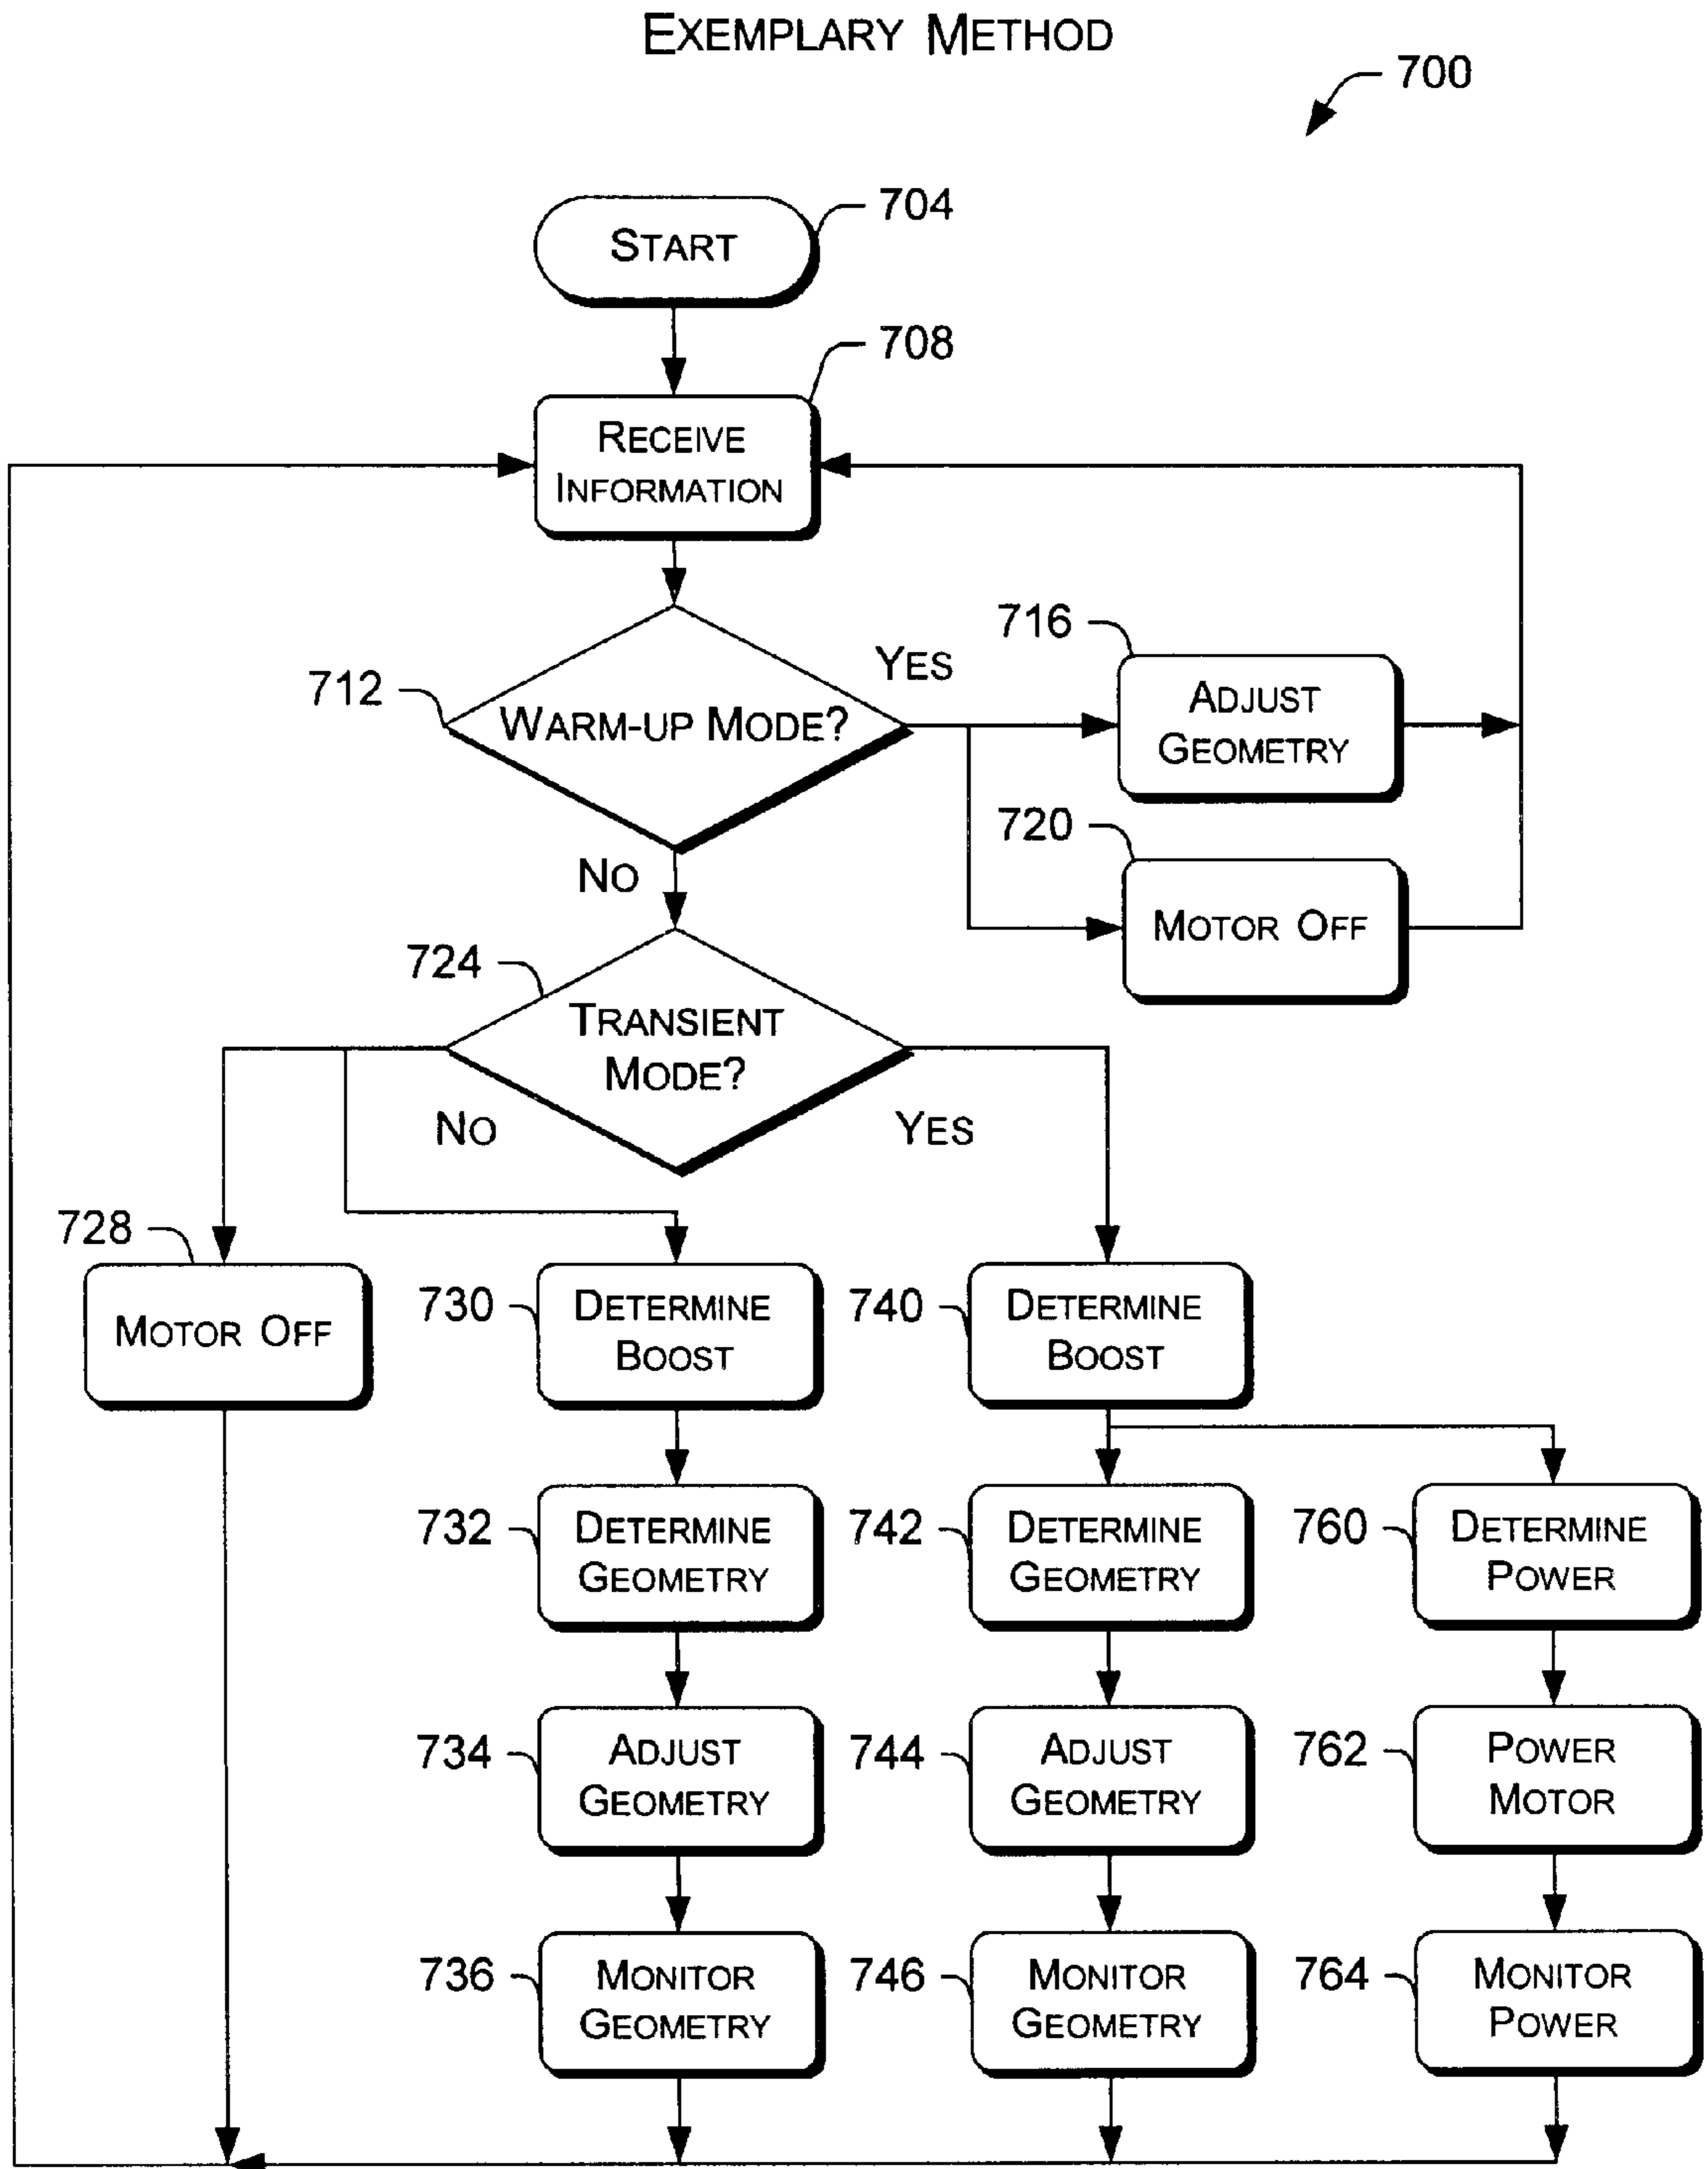 EXEMPLARY METHOD
700
704
START
708
RECEIVE
INFORMATION
712
WARM-UP MODE?
YES
716
ADJUST
GEOMETRY
720
MOTOR OFF
NO
724
TRANSIENT
MODE?
NO
YES
728
MOTOR OFF
730
DETERMINE
BOOST
740
DETERMINE
BOOST
732
DETERMINE
GEOMETRY
742
DETERMINE
GEOMETRY
760
DETERMINE
POWER
734
ADJUST
GEOMETRY
744
ADJUST
GEOMETRY
762
POWER
MOTOR
736
MONITOR
GEOMETRY
746
MONITOR
GEOMETRY
764
MONITOR
POWER